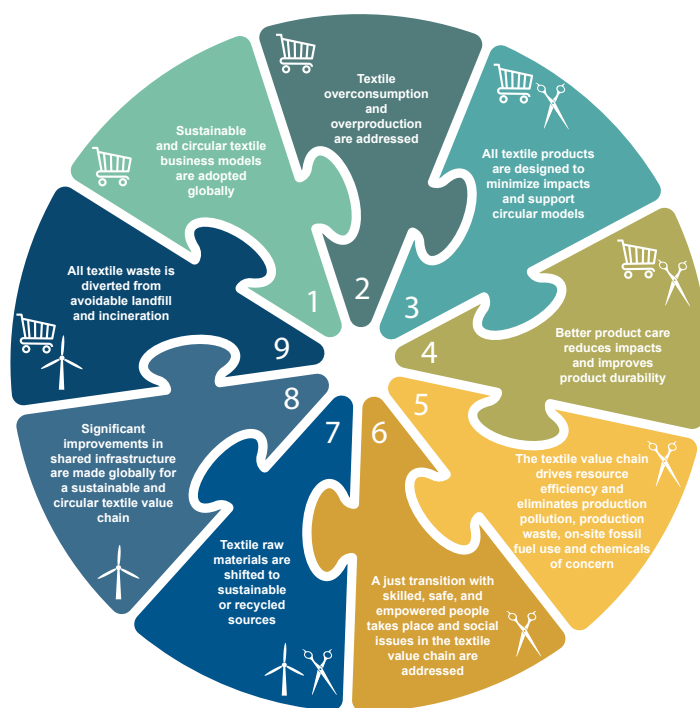 Sustainable
and circular textile
business models
are adopted
globally
1
Textile
overconsumption
and
overproduction
are addressed
2
All textile products
are designed to
minimize impacts
and support
circular models
3
Better product care
reduces impacts
and improves
product durability
4
The textile value chain
drives resource
efficiency and
eliminates production
pollution, production
waste, on-site fossil
fuel use and chemicals
of concern
5
A just transition with
skilled, safe, and
empowered people
takes place and social
issues in the textile
value chain are
addressed
6
Textile raw
materials are
shifted to
sustainable
or recycled
sources
7
Significant
improvements in
shared infrastructure
are made globally for
a sustainable and
circular textile value
chain
8
All textile waste is
diverted from
avoidable landfill
and incineration
9